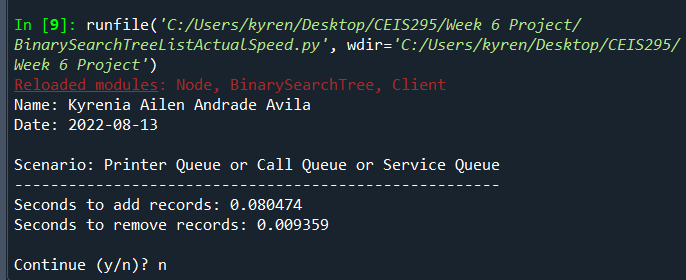 In [9]: runfile('C:/Users/kyren/Desktop/CEIS295/Week 6 Project/
BinarySearchTreeListActualSpeed.py', wdir='C:/Users/kyren/Desktop/CEIS295/
Week 6 Project')
Reloaded modules: Node, BinarySearchTree, Client
Name: Kyrenia Ailen Andrade Avila
Date: 2022-08-13
Scenario: Printer Queue or Call Queue or Service Queue
------------------------------------------------------
Seconds to add records: 0.080474
Seconds to remove records: 0.009359
Continue (y/n)? n